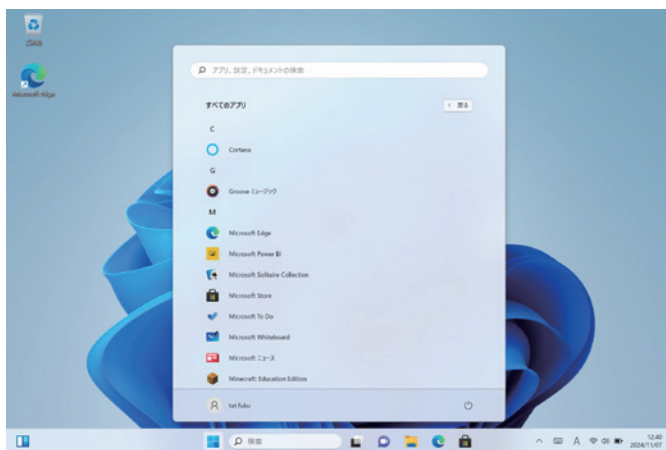 ごみ箱
Microsoft Edge
アプリ、設定、ドキュメントの検索
すべてのアプリ
< 戻る
C
Cortana
G
Groove ミュージック
M
Microsoft Edge
Microsoft Power BI
Microsoft Solitaire Collection
Microsoft Store
Microsoft To Do
Microsoft Whiteboard
Microsoft ニュース
Minecraft: Education Edition
tet fuku
検索
A
12:40
2024/11/07